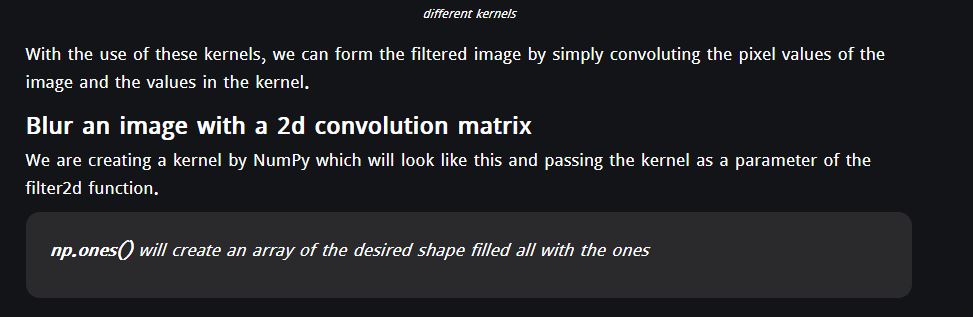 different kernels
With the use of these kernels, we can form the filtered image by simply convoluting the pixel values of the
image and the values in the kernel.
Blur an image with a 2d convolution matrix
We are creating a kernel by NumPy which will look like this and passing the kernel as a parameter of the
filter2d function.
np.ones() will create an array of the desired shape filled all with the ones